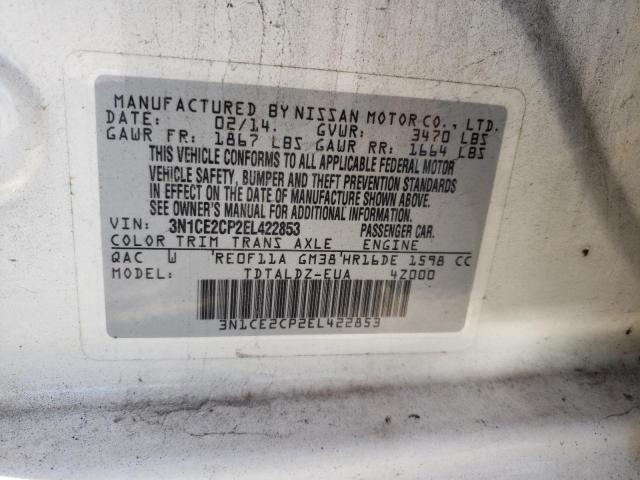 MANUFACTURED BY NISSAN MOTOR CO., LTD.
DATE: 02/14. GVWR: 3470 LBS
GAWR FR: 1867 LBS GAWR RR: 1664 LBS
THIS VEHICLE CONFORMS TO ALL APPLICABLE FEDERAL MOTOR
VEHICLE SAFETY, BUMPER AND THEFT PREVENTION STANDARDS
IN EFFECT ON THE DATE OF MANUFACTURE SHOWN ABOVE.
SEE OWNER'S MANUAL FOR ADDITIONAL INFORMATION.
VIN: 3N1CE2CP2EL422853 PASSENGER CAR.
COLOR TRIM TRANS AXLE ENGINE
QAC W 'RE0F11A GM38'HR16DE 1598 CC
MODEL: TDTALDZ-EUA 4Z000
3N1CE2CP2EL422853